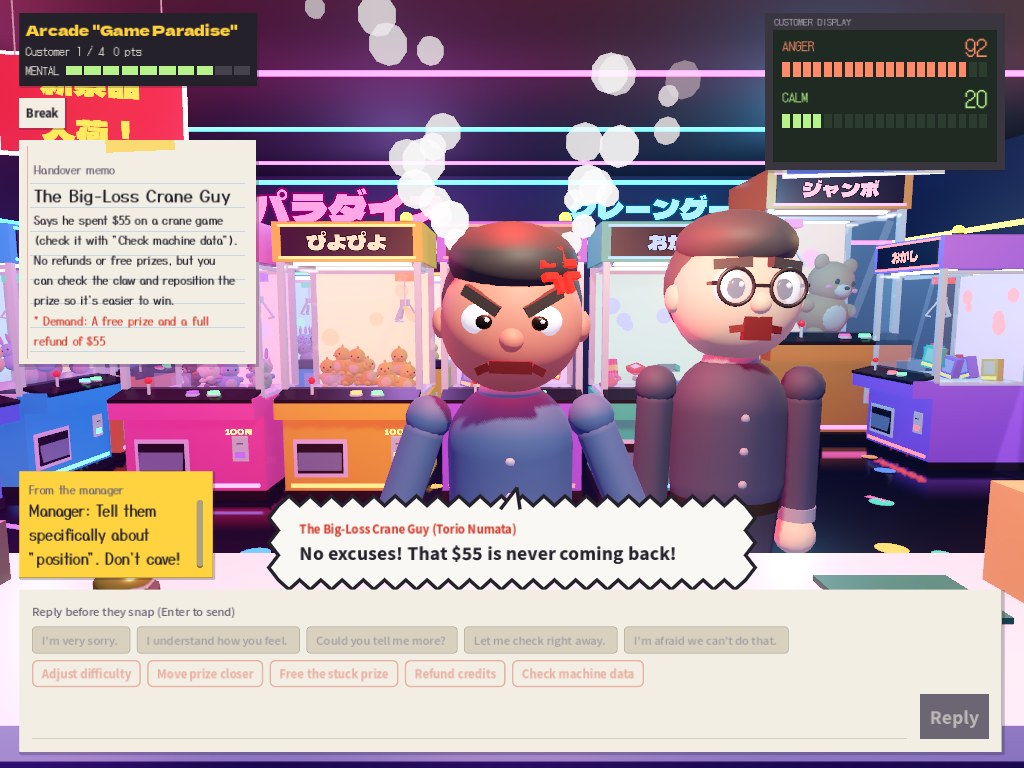 Arcade "Game Paradise"
Customer 1 / 4 0 pts
MENTAL
Break
入荷！
Handover memo
The Big-Loss Crane Guy
Says he spent $55 on a crane game
(check it with "Check machine data").
No refunds or free prizes, but you
can check the claw and reposition the
prize so it's easier to win.
* Demand: A free prize and a full
refund of $55
CUSTOMER DISPLAY
ANGER 92
CALM 20
パラダイ
クレーンゲー
ジャンボ
ぴよぴよ
おか
おかし
100円
From the manager
Manager: Tell them
specifically about
"position". Don't cave!
The Big-Loss Crane Guy (Torio Numata)
No excuses! That $55 is never coming back!
Reply before they snap (Enter to send)
I'm very sorry.
I understand how you feel.
Could you tell me more?
Let me check right away.
I'm afraid we can't do that.
Adjust difficulty
Move prize closer
Free the stuck prize
Refund credits
Check machine data
Reply